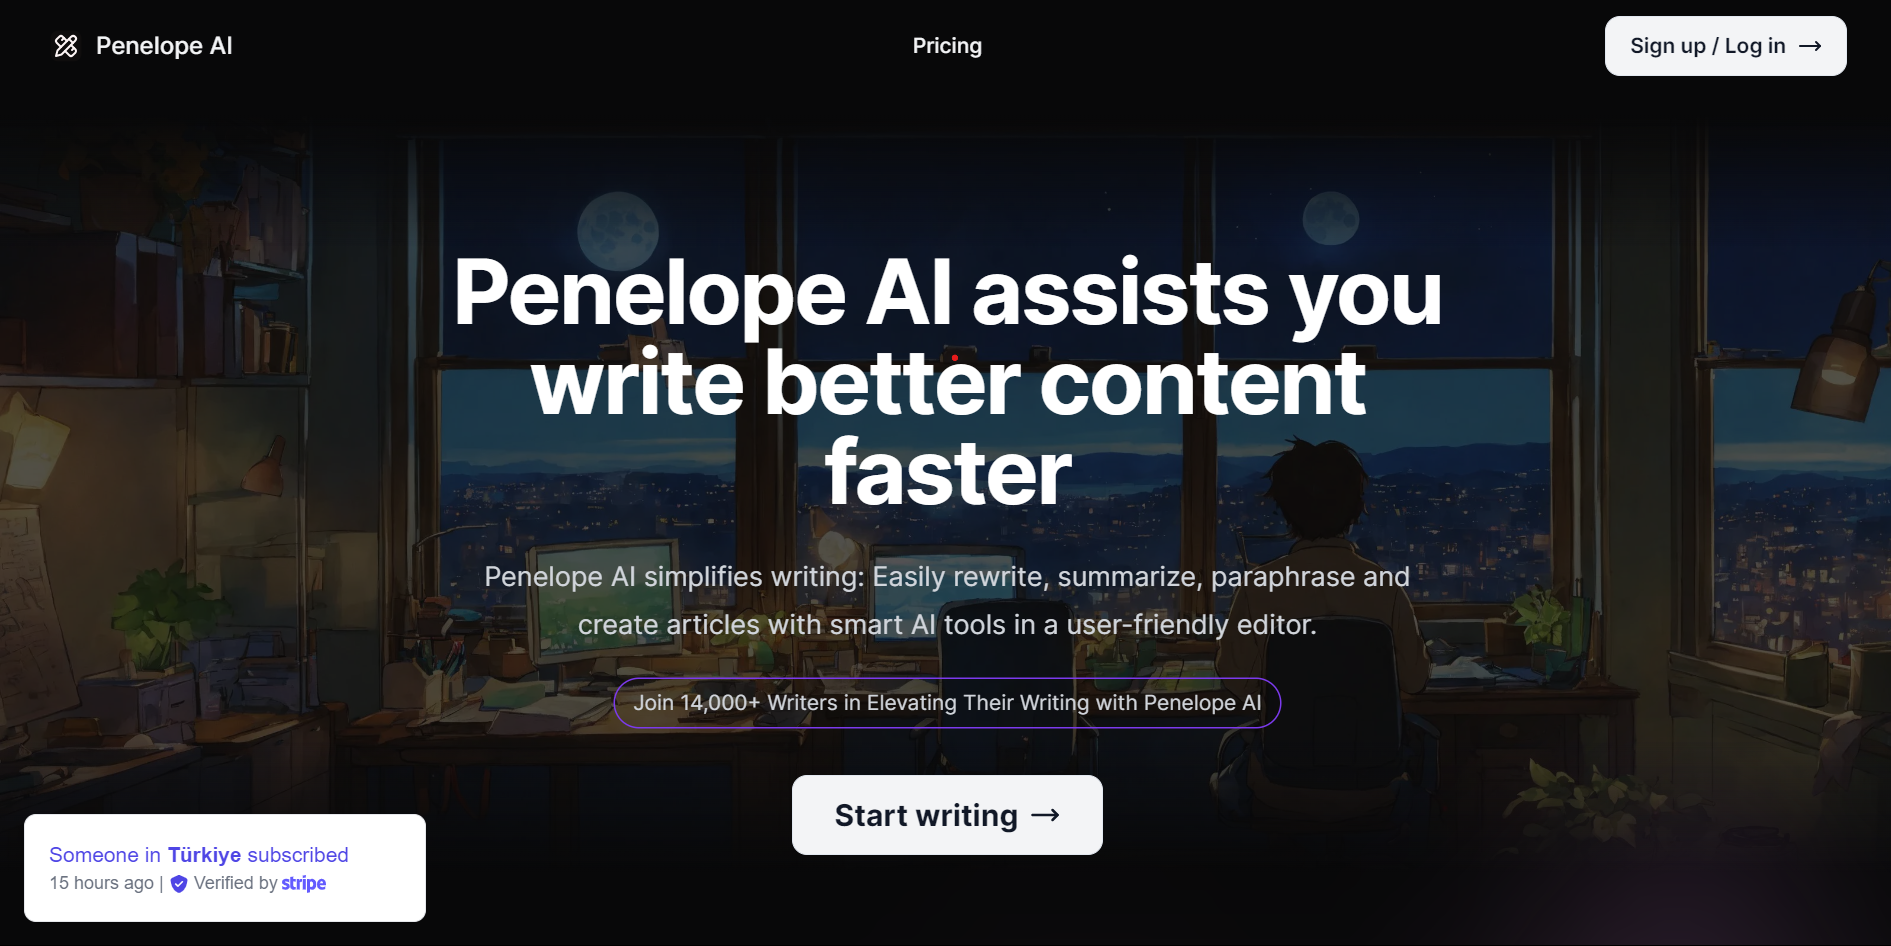 Penelope AI
Pricing
Sign up / Log in →
Penelope AI assists you
write better content
faster
Penelope AI simplifies writing: Easily rewrite, summarize, paraphrase and
create articles with smart AI tools in a user-friendly editor.
Join 14,000+ Writers in Elevating Their Writing with Penelope AI
Start writing →
Someone in Türkiye subscribed
15 hours ago | Verified by stripe